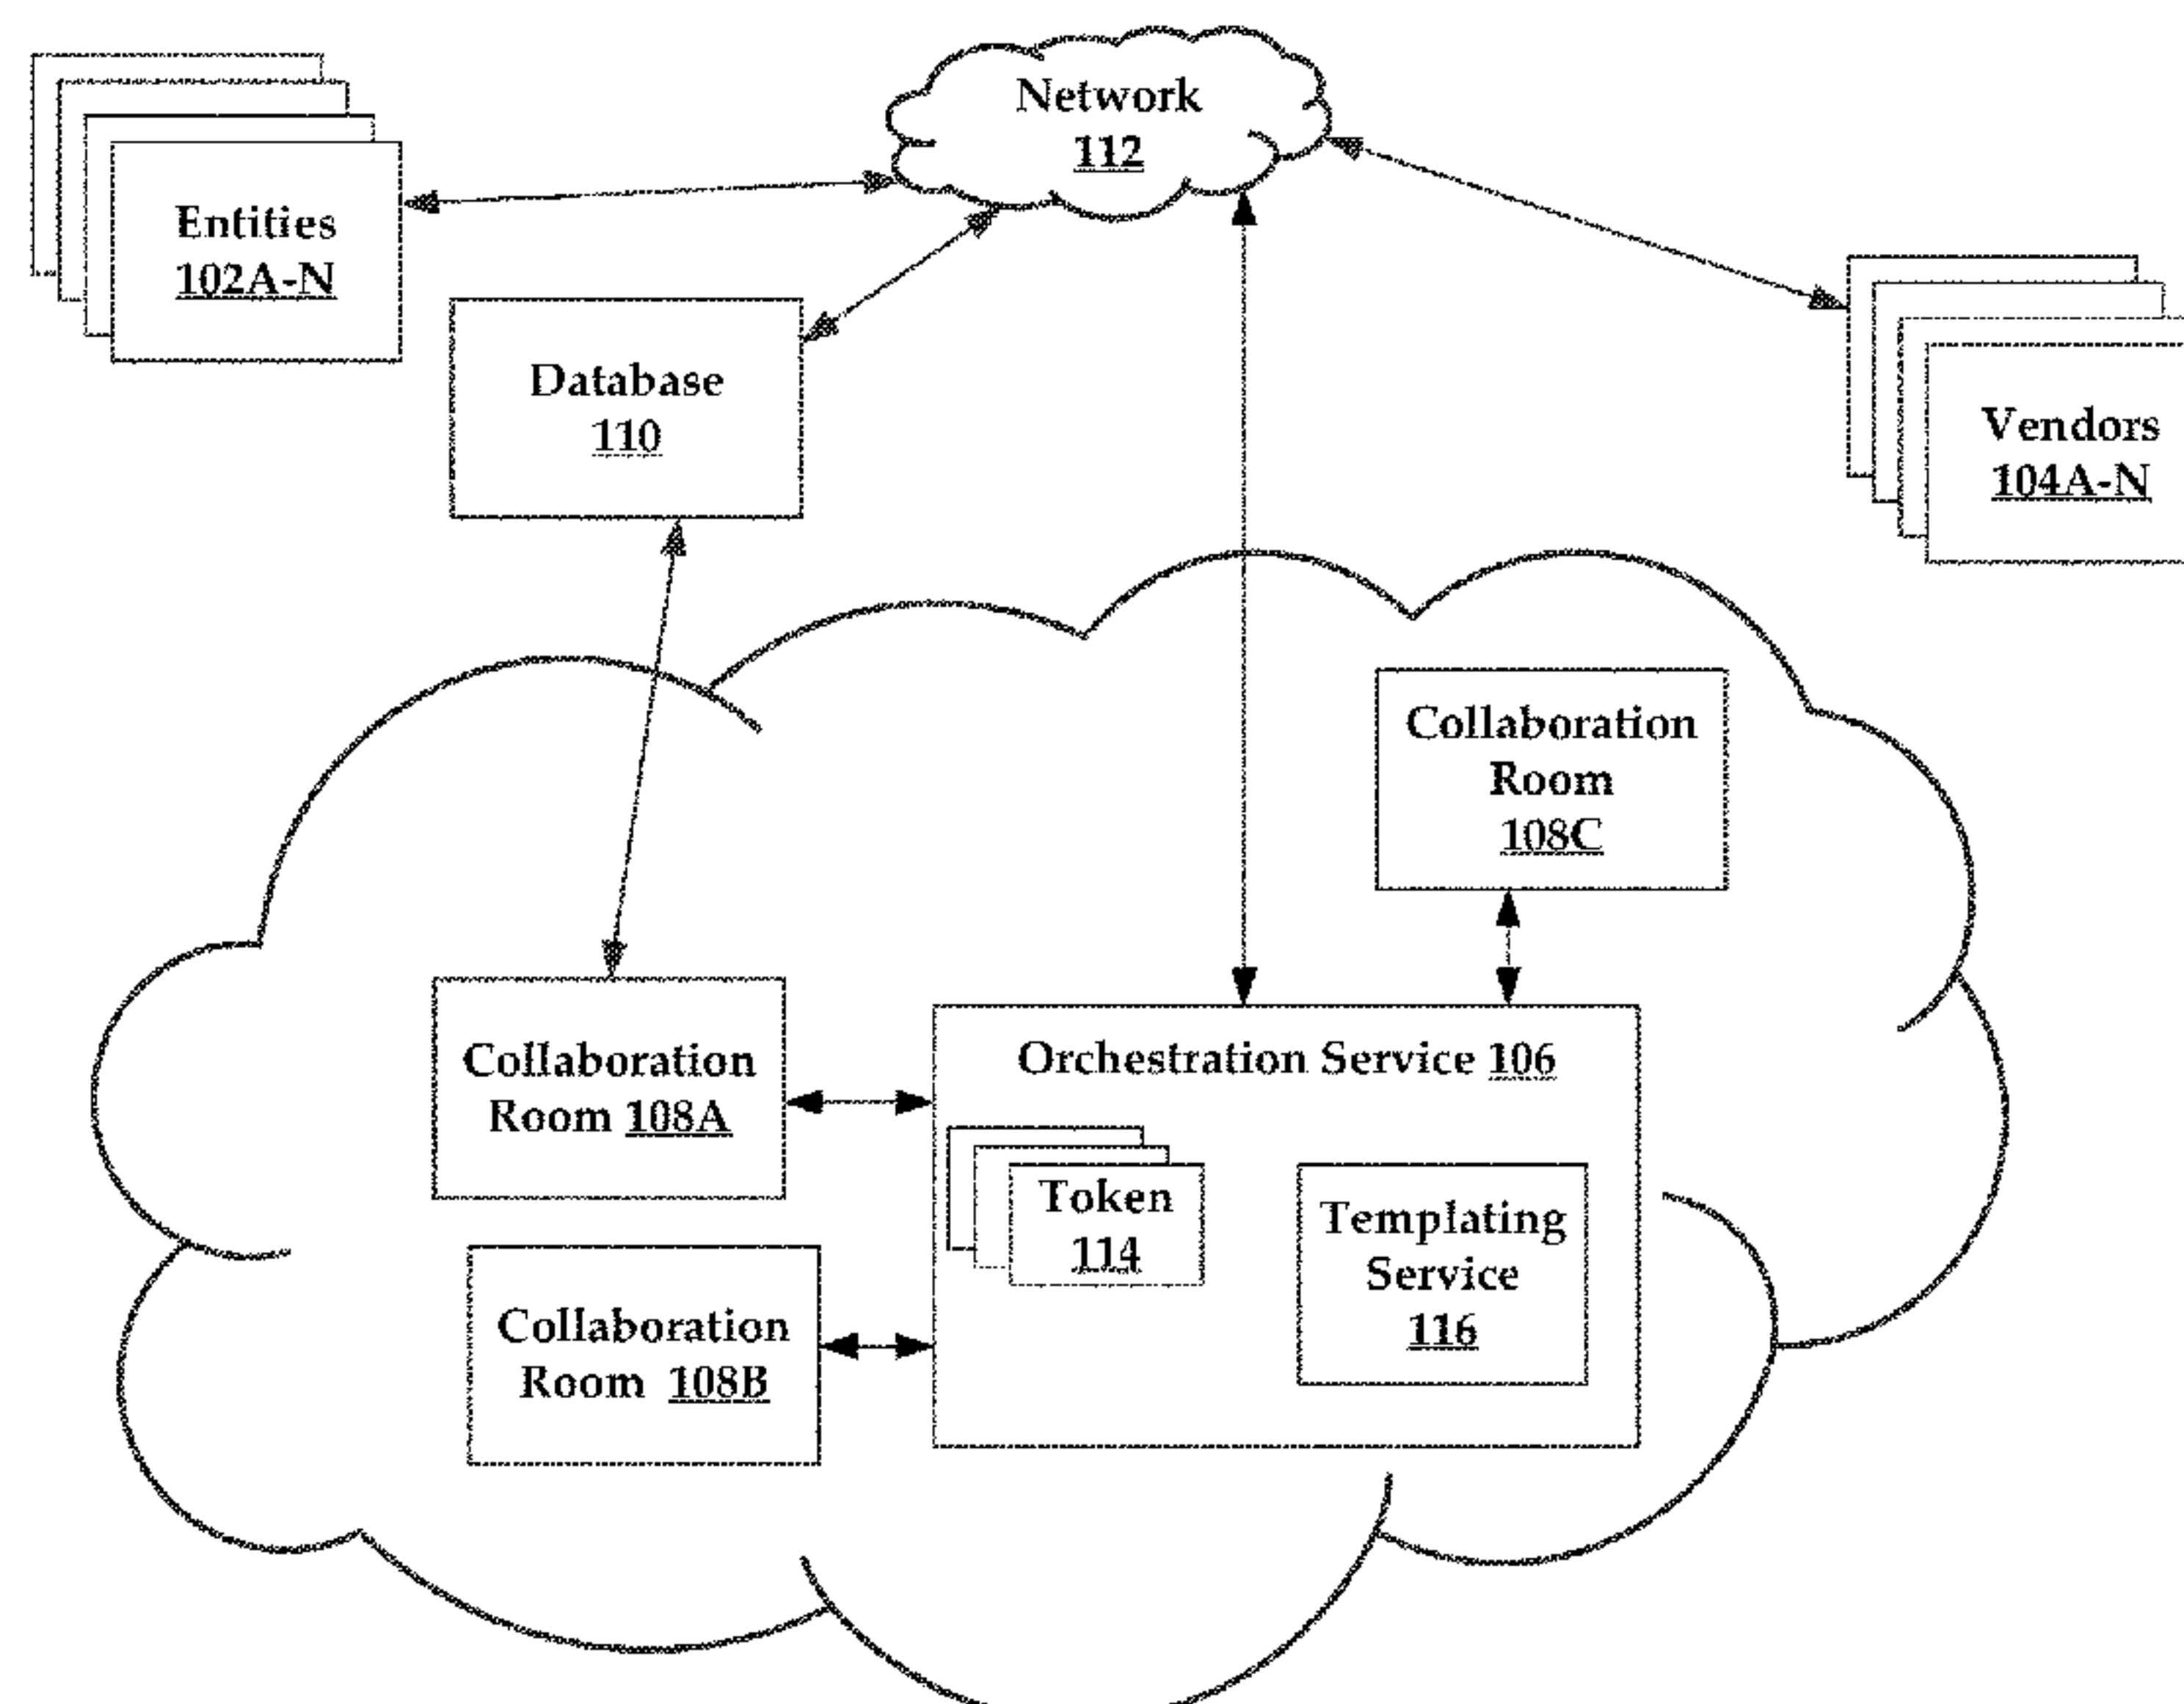 Network
112
Entities
102A-N
Database
110
Vendors
104A-N
Collaboration
Room
108C
Collaboration
Room 108A
Orchestration Service 106
Token
114
Templating
Service
116
Collaboration
Room 108B